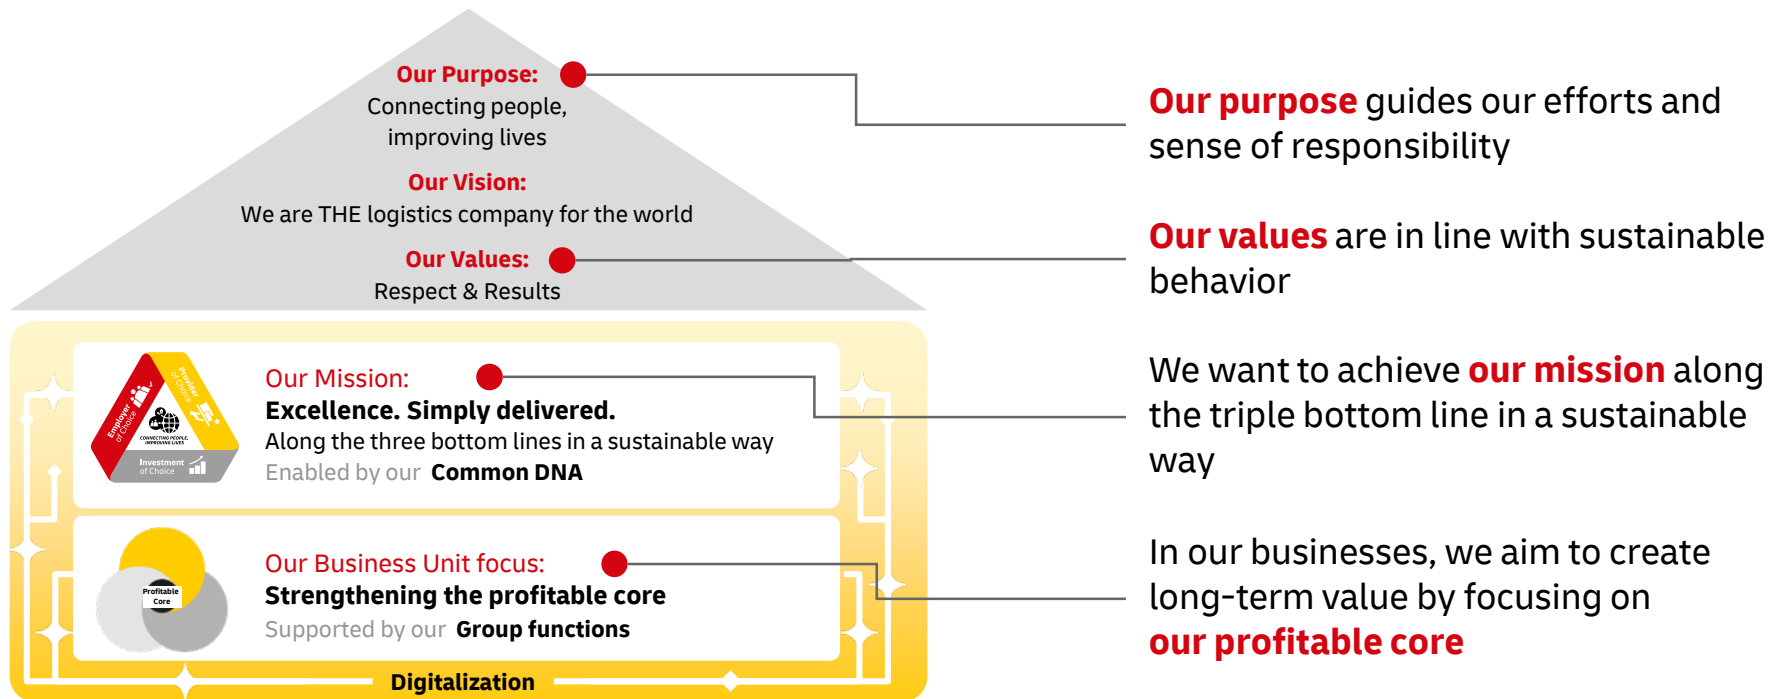 Our Purpose:
Connecting people,
improving lives
Our Vision:
We are THE logistics company for the world
Our Values:
Respect & Results
Employer
of Choice
Provider
of Choice
CONNECTING PEOPLE,
IMPROVING LIVES
Investment
of Choice
Our Mission:
Excellence. Simply delivered.
Along the three bottom lines in a sustainable way
Enabled by our Common DNA
Profitable
Core
Our Business Unit focus:
Strengthening the profitable core
Supported by our Group functions
Digitalization
Our purpose guides our efforts and
sense of responsibility
Our values are in line with sustainable
behavior
We want to achieve our mission along
the triple bottom line in a sustainable
way
In our businesses, we aim to create
long-term value by focusing on
our profitable core